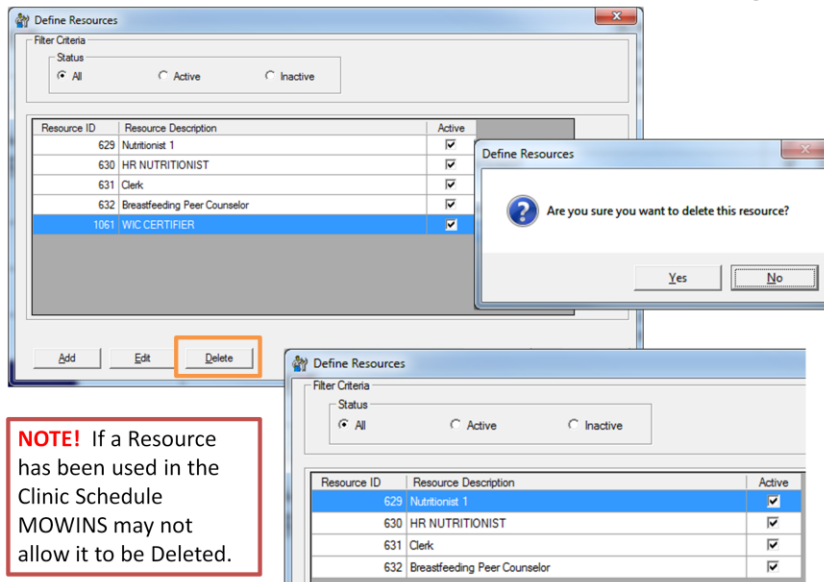 Define Resources
Filter Criteria
Status
All Active Inactive
Resource ID Resource Description Active
629 Nutritionist 1
630 HR NUTRITIONIST
631 Clerk
632 Breastfeeding Peer Counselor
1061 WIC CERTIFIER
Add Edit Delete
Define Resources
Are you sure you want to delete this resource?
Yes No
NOTE! If a Resource
has been used in the
Clinic Schedule
MOWINS may not
allow it to be Deleted.
Define Resources
Filter Criteria
Status
All Active Inactive
Resource ID Resource Description Active
629 Nutritionist 1
630 HR NUTRITIONIST
631 Clerk
632 Breastfeeding Peer Counselor